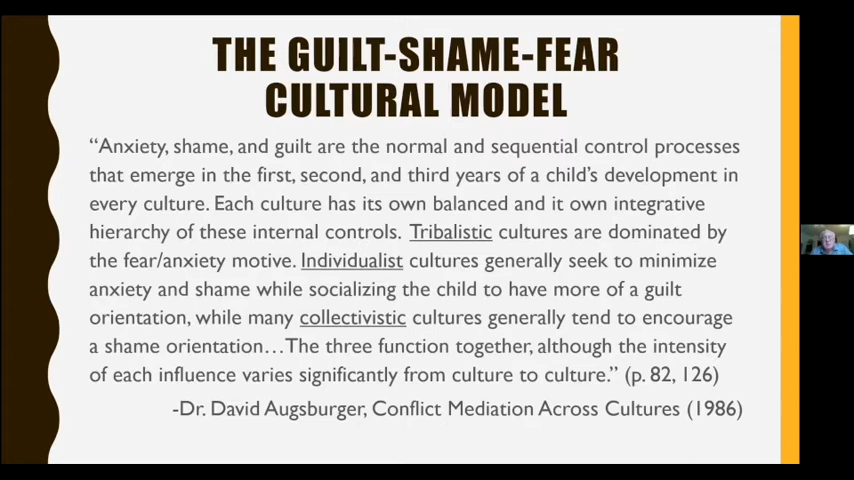 THE GUILT-SHAME-FEAR
CULTURAL MODEL
“Anxiety, shame, and guilt are the normal and sequential control processes
that emerge in the first, second, and third years of a child’s development in
every culture. Each culture has its own balanced and it own integrative
hierarchy of these internal controls. Tribalistic cultures are dominated by
the fear/anxiety motive. Individualist cultures generally seek to minimize
anxiety and shame while socializing the child to have more of a guilt
orientation, while many collectivistic cultures generally tend to encourage
a shame orientation…The three function together, although the intensity
of each influence varies significantly from culture to culture.” (p. 82, 126)
-Dr. David Augsburger, Conflict Mediation Across Cultures (1986)